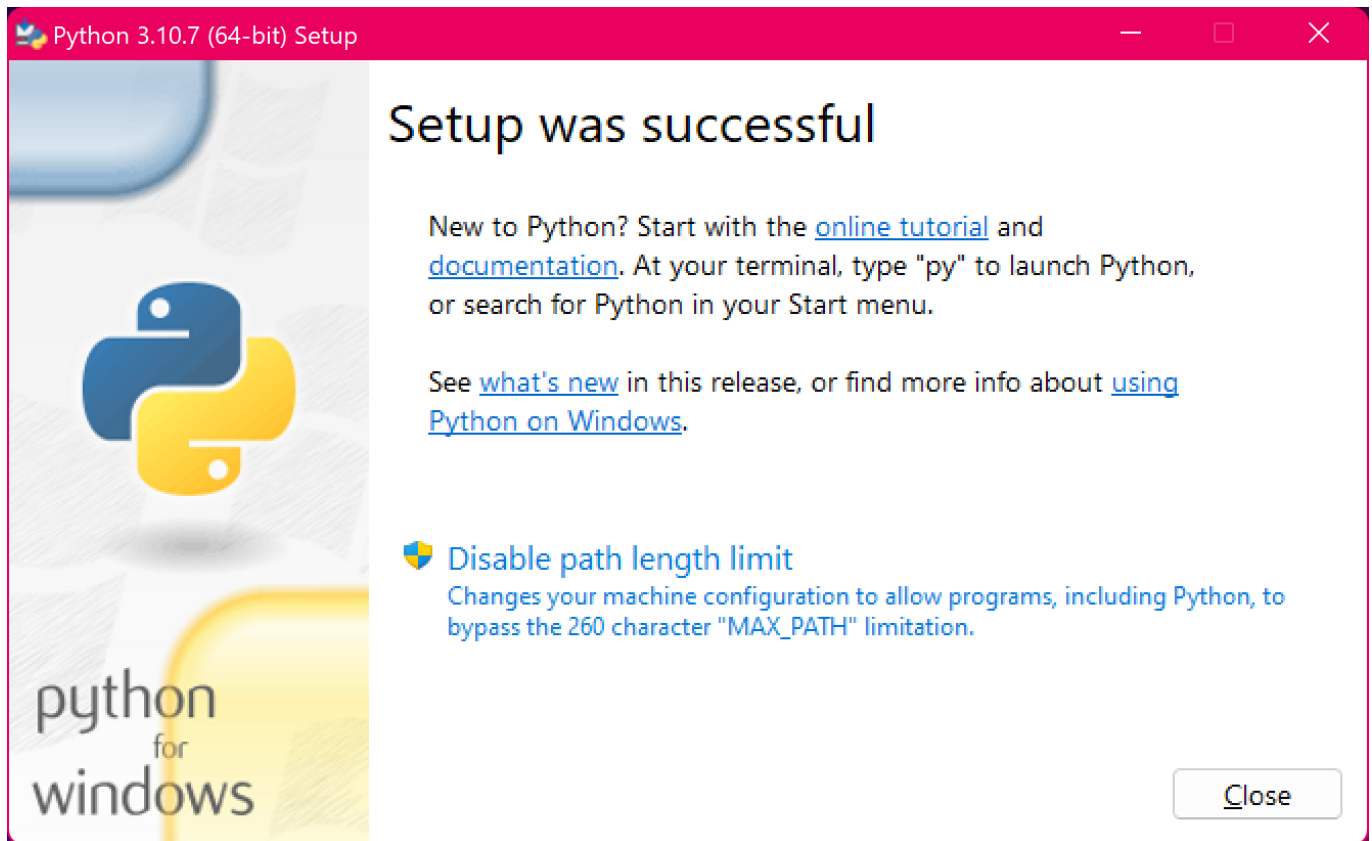 Python 3.10.7 (64-bit) Setup
Setup was successful
New to Python? Start with the online tutorial and
documentation. At your terminal, type "py" to launch Python,
or search for Python in your Start menu.
See what's new in this release, or find more info about using
Python on Windows.
Disable path length limit
Changes your machine configuration to allow programs, including Python, to
bypass the 260 character "MAX_PATH" limitation.
python
for
windows
Close